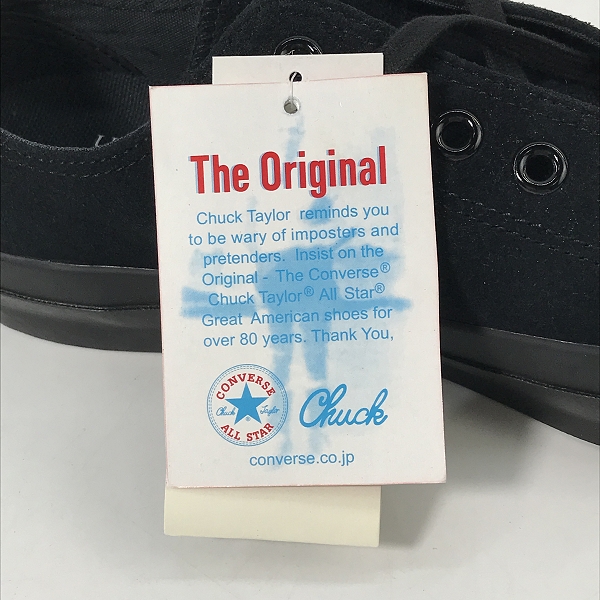 The Original
Chuck Taylor reminds you
to be wary of imposters and
pretenders. Insist on the
Original - The Converse®
Chuck Taylor® All Star®
Great American shoes for
over 80 years. Thank You,
CONVERSE
Chuck Taylor
ALL STAR
Chuck
converse.co.jp